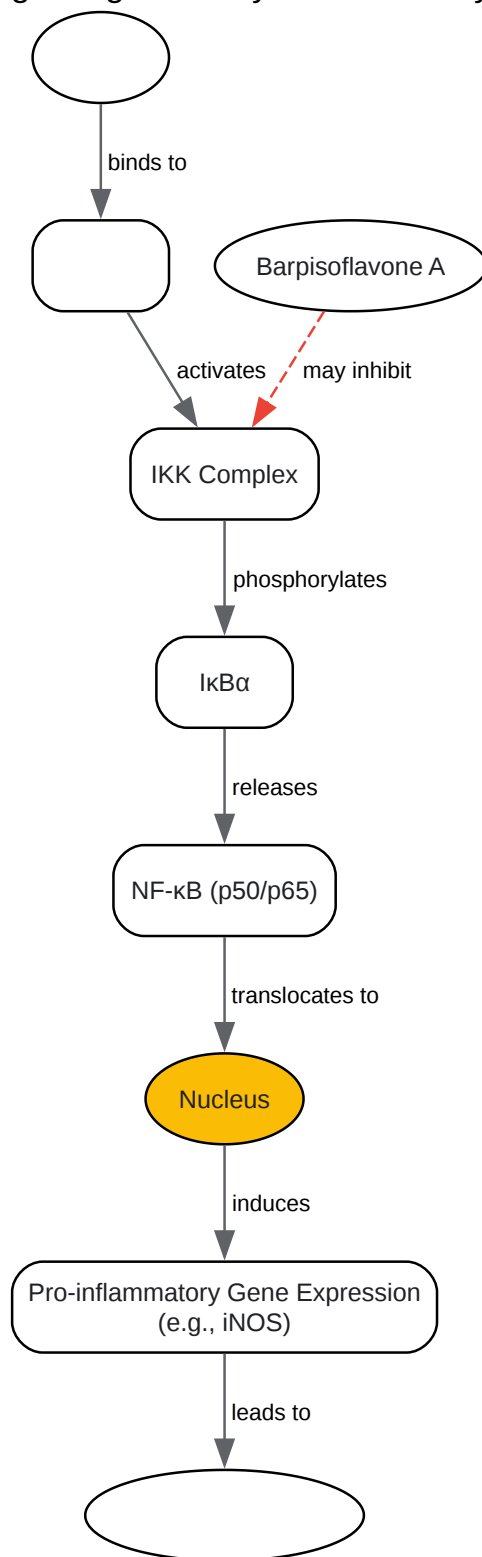 binds to
Barpisoflavone A
activates
may inhibit
IKK Complex
phosphorylates
IκBα
releases
NF-κB (p50/p65)
translocates to
Nucleus
induces
Pro-inflammatory Gene Expression
(e.g., iNOS)
leads to